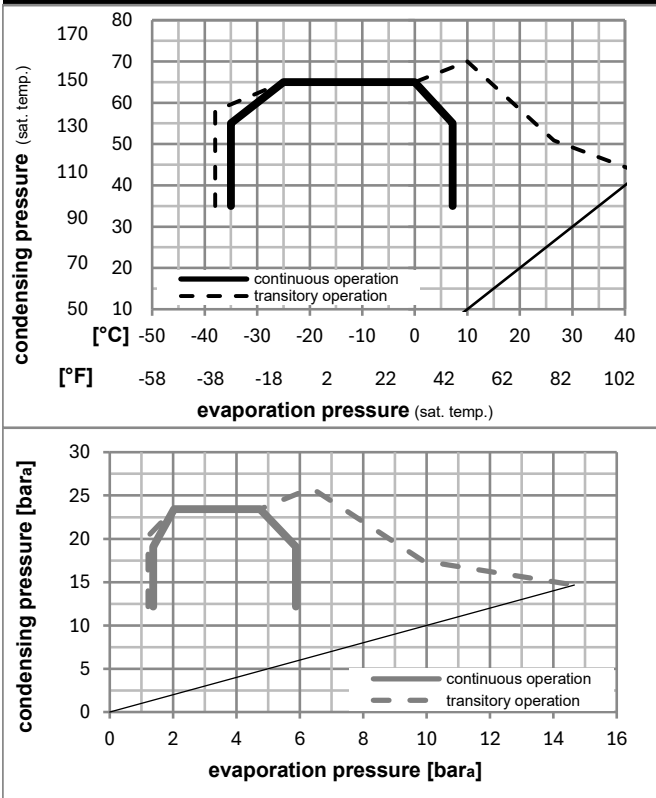 condensing pressure (sat. temp.)
170 80
70
150
60
130
50
110
40
90
30
70
20
50 10
continuous operation
transitory operation
[°C] -50 -40 -30 -20 -10 0 10 20 30 40
[°F] -58 -38 -18 2 22 42 62 82 102
evaporation pressure (sat. temp.)
condensing pressure [bara]
30
25
20
15
10
5
0
continuous operation
transitory operation
0 2 4 6 8 10 12 14 16
evaporation pressure [bara]